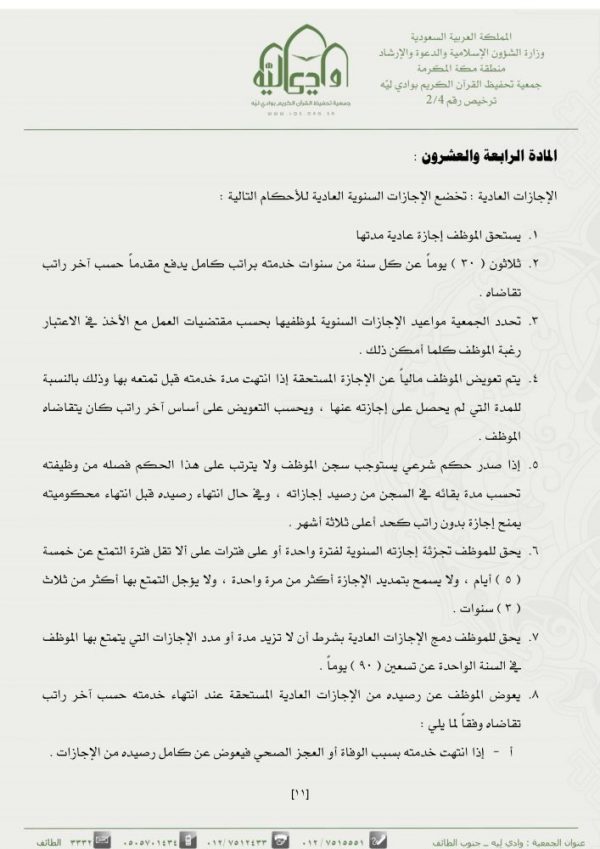 المملكة العربية السعودية
وزارة الشؤون الإسلامية والدعوة والإرشاد
منطقة مكة المكرمة
جمعية تحفيظ القرآن الكريم بوادي ليّه
ترخيص رقم 2/4
وادي ليّه
جمعية تحفيظ القرآن الكريم بوادي ليّه
المادة الرابعة والعشرون :
الإجازات العادية : تخضع الإجازات السنوية العادية للأحكام التالية :
١. يستحق الموظف إجازة عادية مدتها
٢. ثلاثون ( ٣٠ ) يوماً عن كل سنة من سنوات خدمته براتب كامل يدفع مقدماً حسب آخر راتب
تقاضاه .
٣. تحدد الجمعية مواعيد الإجازات السنوية لموظفيها بحسب مقتضيات العمل مع الأخذ في الاعتبار
رغبة الموظف كلما أمكن ذلك .
٤. يتم تعويض الموظف مالياً عن الإجازة المستحقة إذا انتهت مدة خدمته قبل تمتعه بها وذلك بالنسبة
للمدة التي لم يحصل على إجازته عنها ، ويحسب التعويض على أساس آخر راتب كان يتقاضاه
الموظف .
٥. إذا صدر حكم شرعي يستوجب سجن الموظف ولا يترتب على هذا الحكم فصله من وظيفته
تحسب مدة بقائه في السجن من رصيد إجازاته ، وفي حال انتهاء رصيده قبل انتهاء محكوميته
يمنح إجازة بدون راتب كحد أعلى ثلاثة أشهر .
٦. يحق للموظف تجزئة إجازته السنوية لفترة واحدة أو على فترات على ألا تقل فترة التمتع عن خمسة
( ٥ ) أيام ، ولا يسمح بتمديد الإجازة أكثر من مرة واحدة ، ولا يؤجل التمتع بها أكثر من ثلاث
( ٣ ) سنوات .
٧. يحق للموظف دمج الإجازات العادية بشرط أن لا تزيد مدة أو مدد الإجازات التي يتمتع بها الموظف
في السنة الواحدة عن تسعين ( ٩٠ ) يوماً .
٨. يعوض الموظف عن رصيده من الإجازات العادية المستحقة عند انتهاء خدمته حسب آخر راتب
تقاضاه وفقاً لما يلي :
أ - إذا انتهت خدمته بسبب الوفاة أو العجز الصحي فيعوض عن كامل رصيده من الإجازات .
[١١]
عنوان الجمعية : وادي ليه ــ جنوب الطائف ٠١٢/٧٥١٥٥٥١ ٠١٢/٧٥١٢٤٣٣ ٠٥٠٥٧٠١٤٣٤ ٣٣٣٢ الطائف